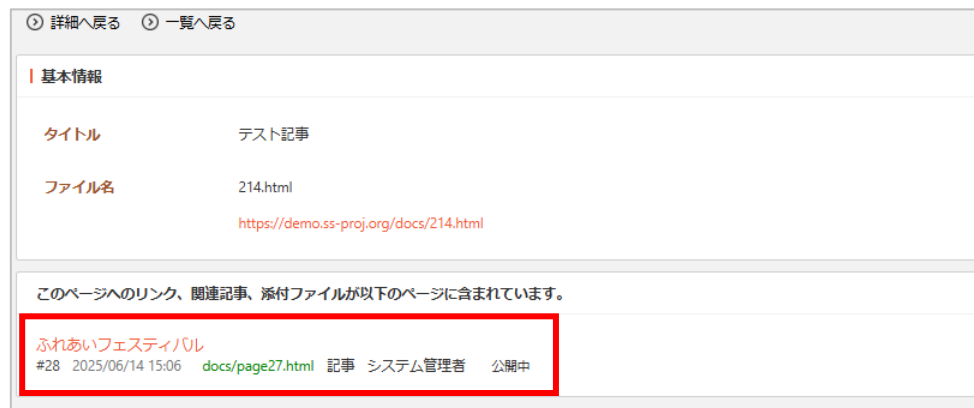 詳細へ戻る 一覧へ戻る
基本情報
タイトル テスト記事
ファイル名 214.html
https://demo.ss-proj.org/docs/214.html
このページへのリンク、関連記事、添付ファイルが以下のページに含まれています。
ふれあいフェスティバル
#28 2025/06/14 15:06 docs/page27.html 記事 システム管理者 公開中